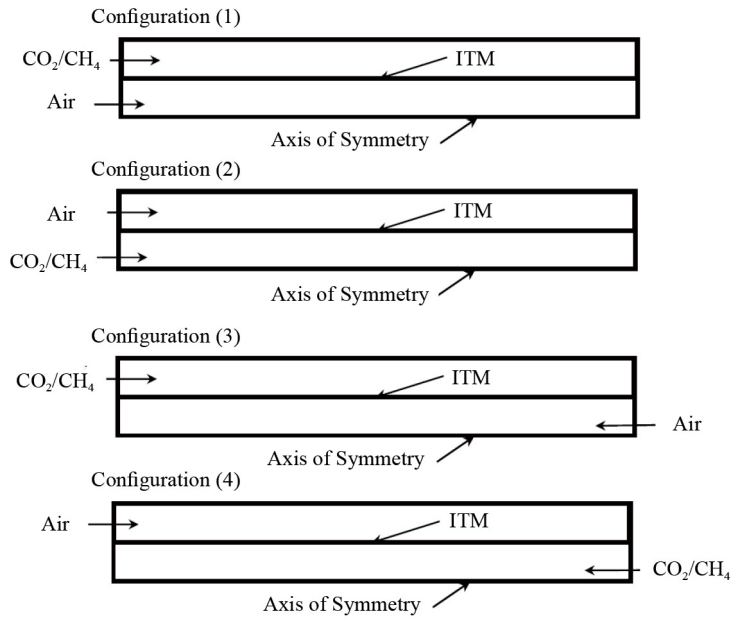 Configuration (1)
CO₂/CH₄
ITM
Air
Axis of Symmetry
Configuration (2)
Air
ITM
CO₂/CH₄
Axis of Symmetry
Configuration (3)
CO₂/CH₄
ITM
Air
Axis of Symmetry
Configuration (4)
Air
ITM
CO₂/CH₄
Axis of Symmetry